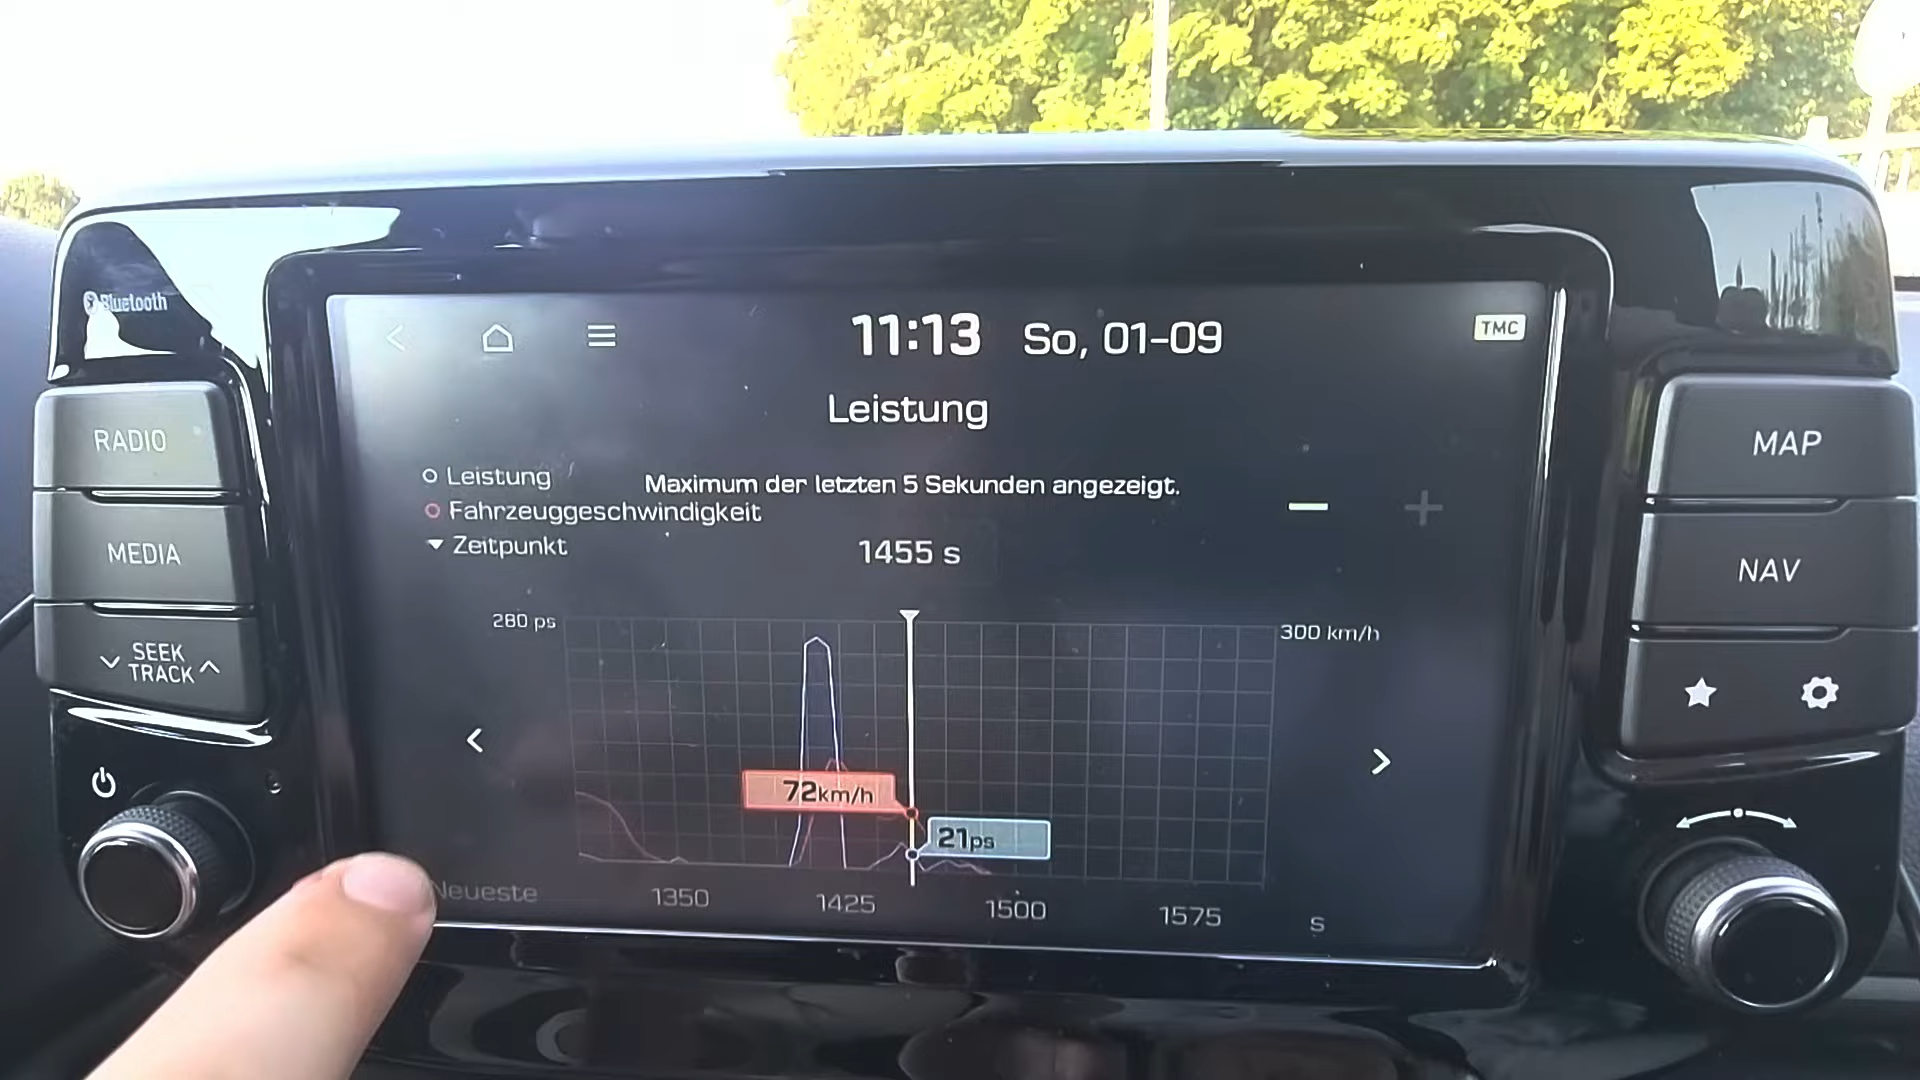 Bluetooth
11:13 So, 01-09
TMC
Leistung
RADIO
MEDIA
SEEK
TRACK
MAP
NAV
Leistung
Maximum der letzten 5 Sekunden angezeigt.
Fahrzeuggeschwindigkeit
Zeitpunkt
1455 s
280 ps
300 km/h
72km/h
21ps
Neueste
1350
1425
1500
1575
s